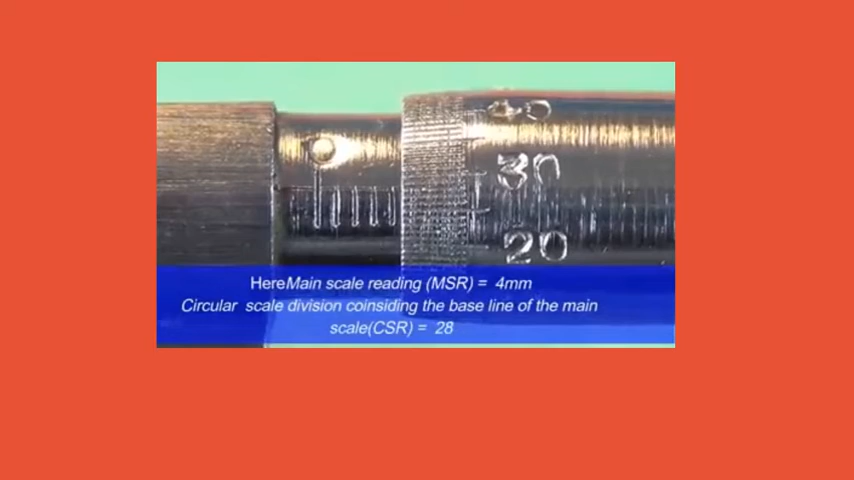 40
0
30
20
HereMain scale reading (MSR) = 4mm
Circular scale division coinsiding the base line of the main
scale(CSR) = 28